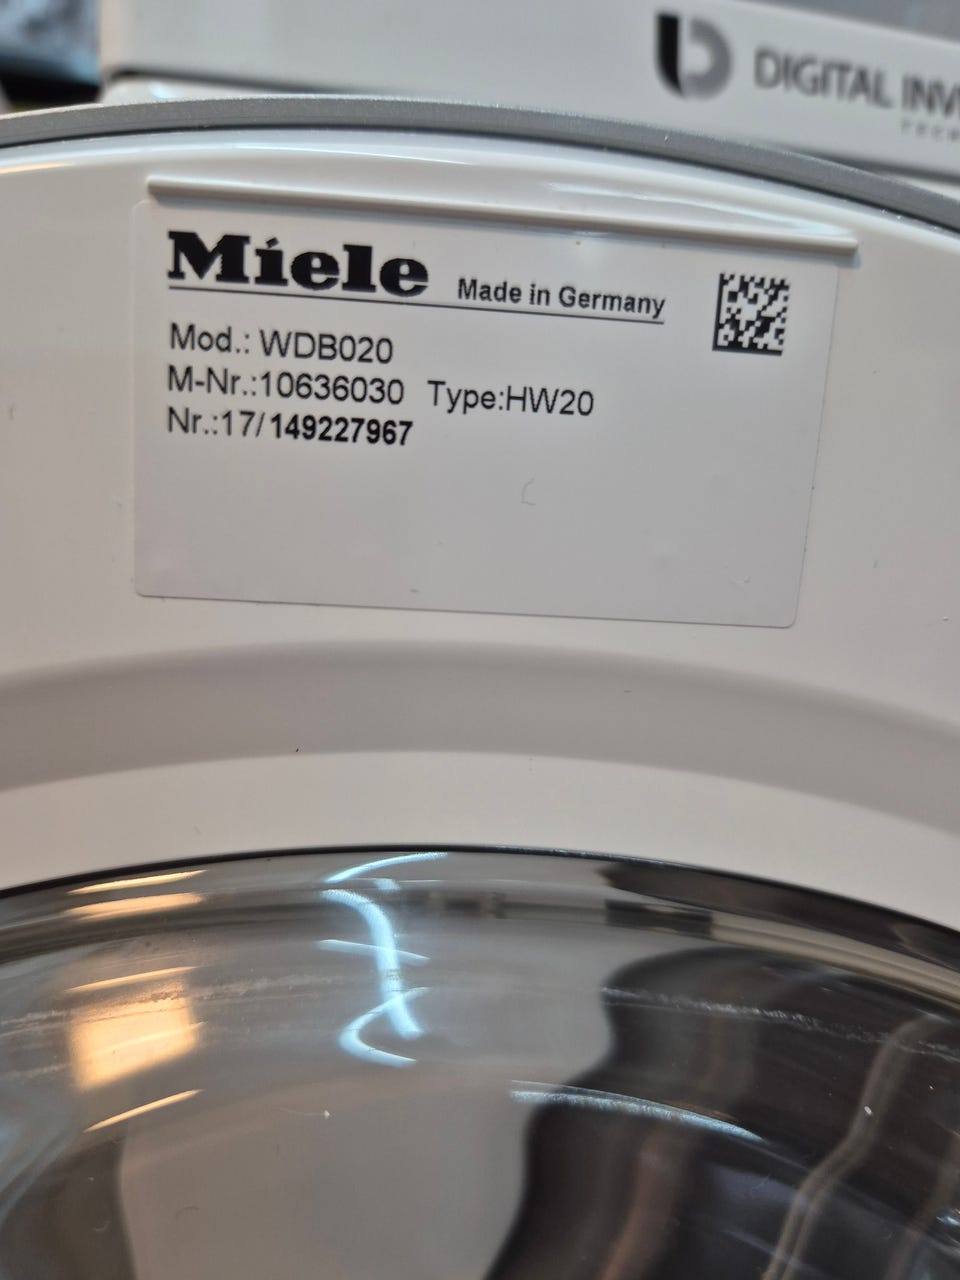 DIGITAL INV
Miele Made in Germany
Mod.: WDB020
M-Nr.:10636030 Type:HW20
Nr.:17/149227967